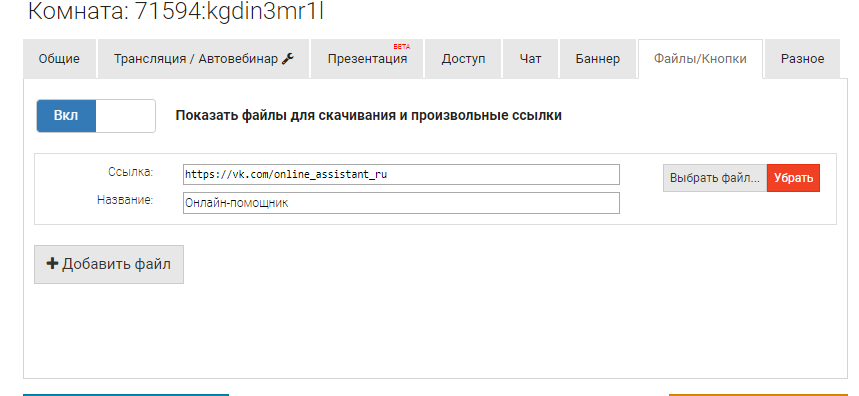 Комната: 71594:kgdin3mr1l
Общие
Трансляция / Автовебинар
Презентация
BETA
Доступ
Чат
Баннер
Файлы/Кнопки
Разное
Вкл
Показать файлы для скачивания и произвольные ссылки
Ссылка:
https://vk.com/online_assistant_ru
Выбрать файл...
Убрать
Название:
Онлайн-помощник
Добавить файл